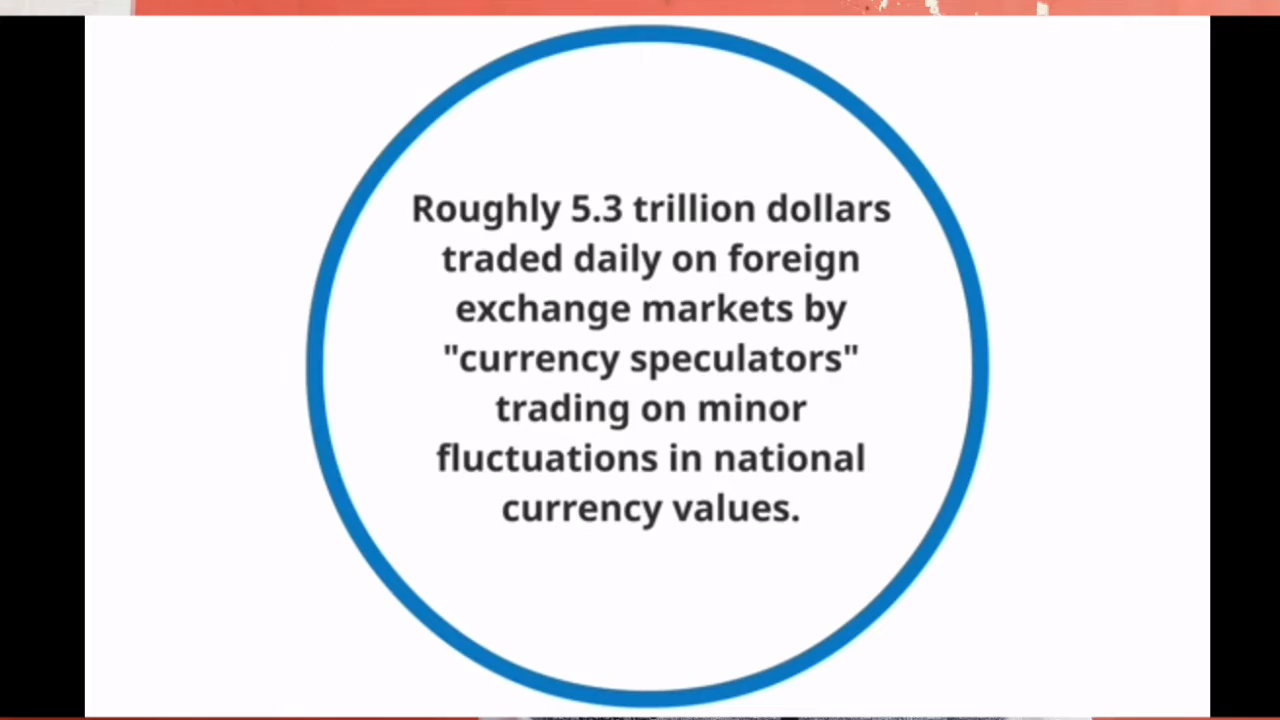 Roughly 5.3 trillion dollars
traded daily on foreign
exchange markets by
"currency speculators"
trading on minor
fluctuations in national
currency values.